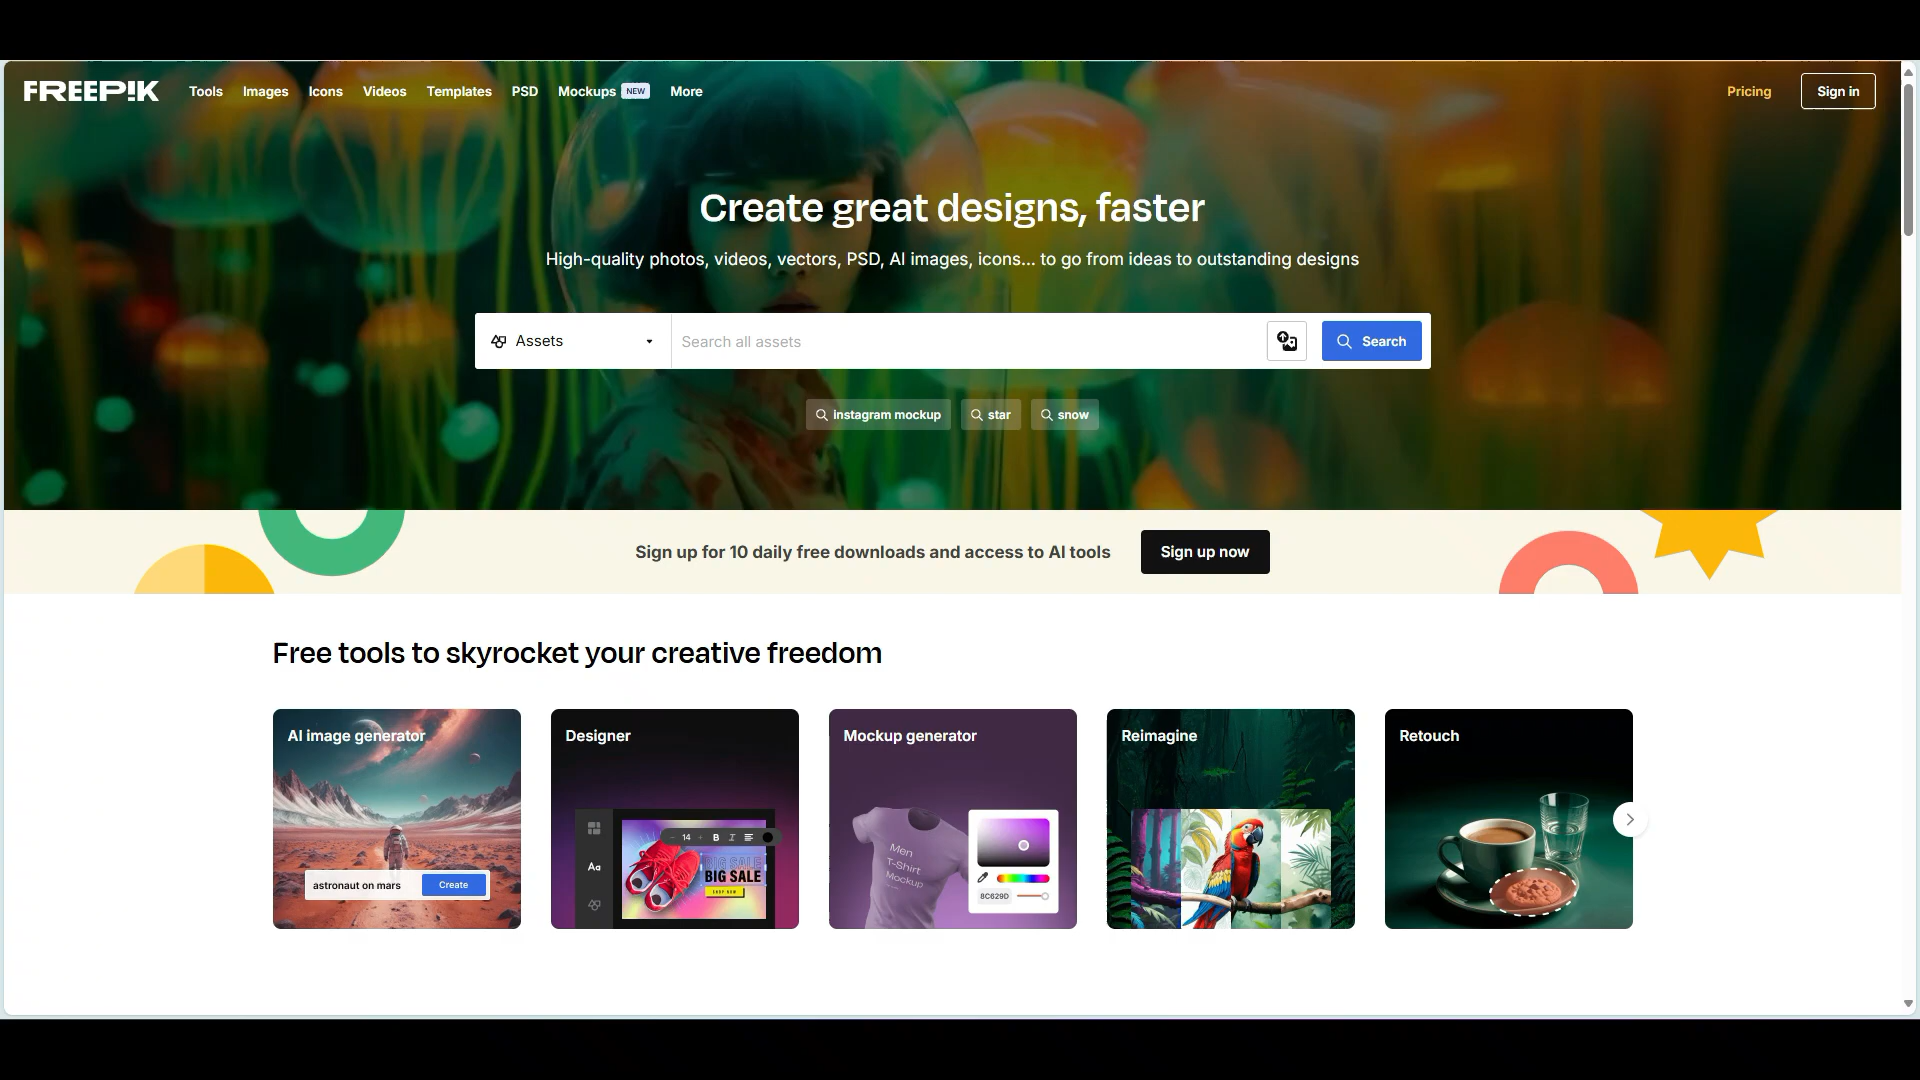 FREEP!K Tools Images Icons Videos Templates PSD Mockups NEW More Pricing Sign in
Create great designs, faster
High-quality photos, videos, vectors, PSD, AI images, icons... to go from ideas to outstanding designs
Assets Search all assets Search
instagram mockup star snow
Sign up for 10 daily free downloads and access to AI tools Sign up now
Free tools to skyrocket your creative freedom
AI image generator
astronaut on mars Create
Designer
14 B I
Aa
BIG SALE
BIG SALE
SHOP NOW
Mockup generator
Men
T-Shirt
Mockup
8C629D
Reimagine
Retouch